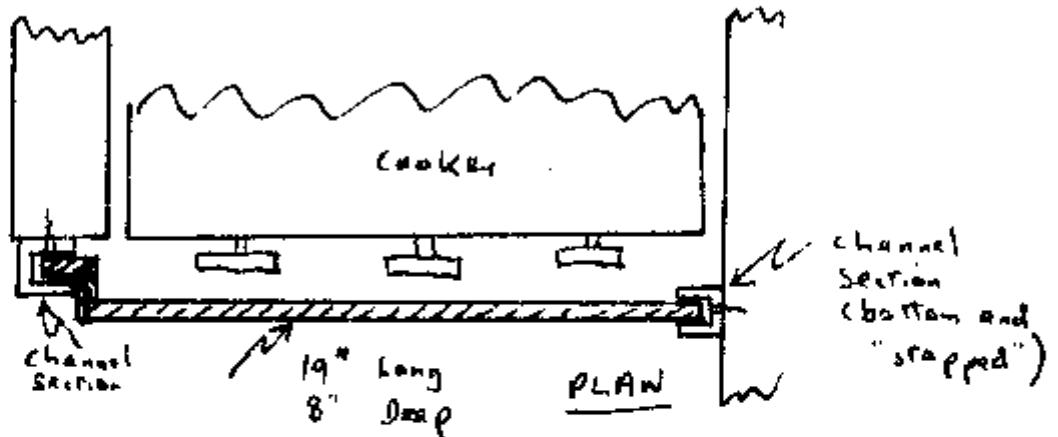 Cooker
Channel
Section
(bottom and
"stopped")
Channel
Section
19" Long
8" Deep
PLAN